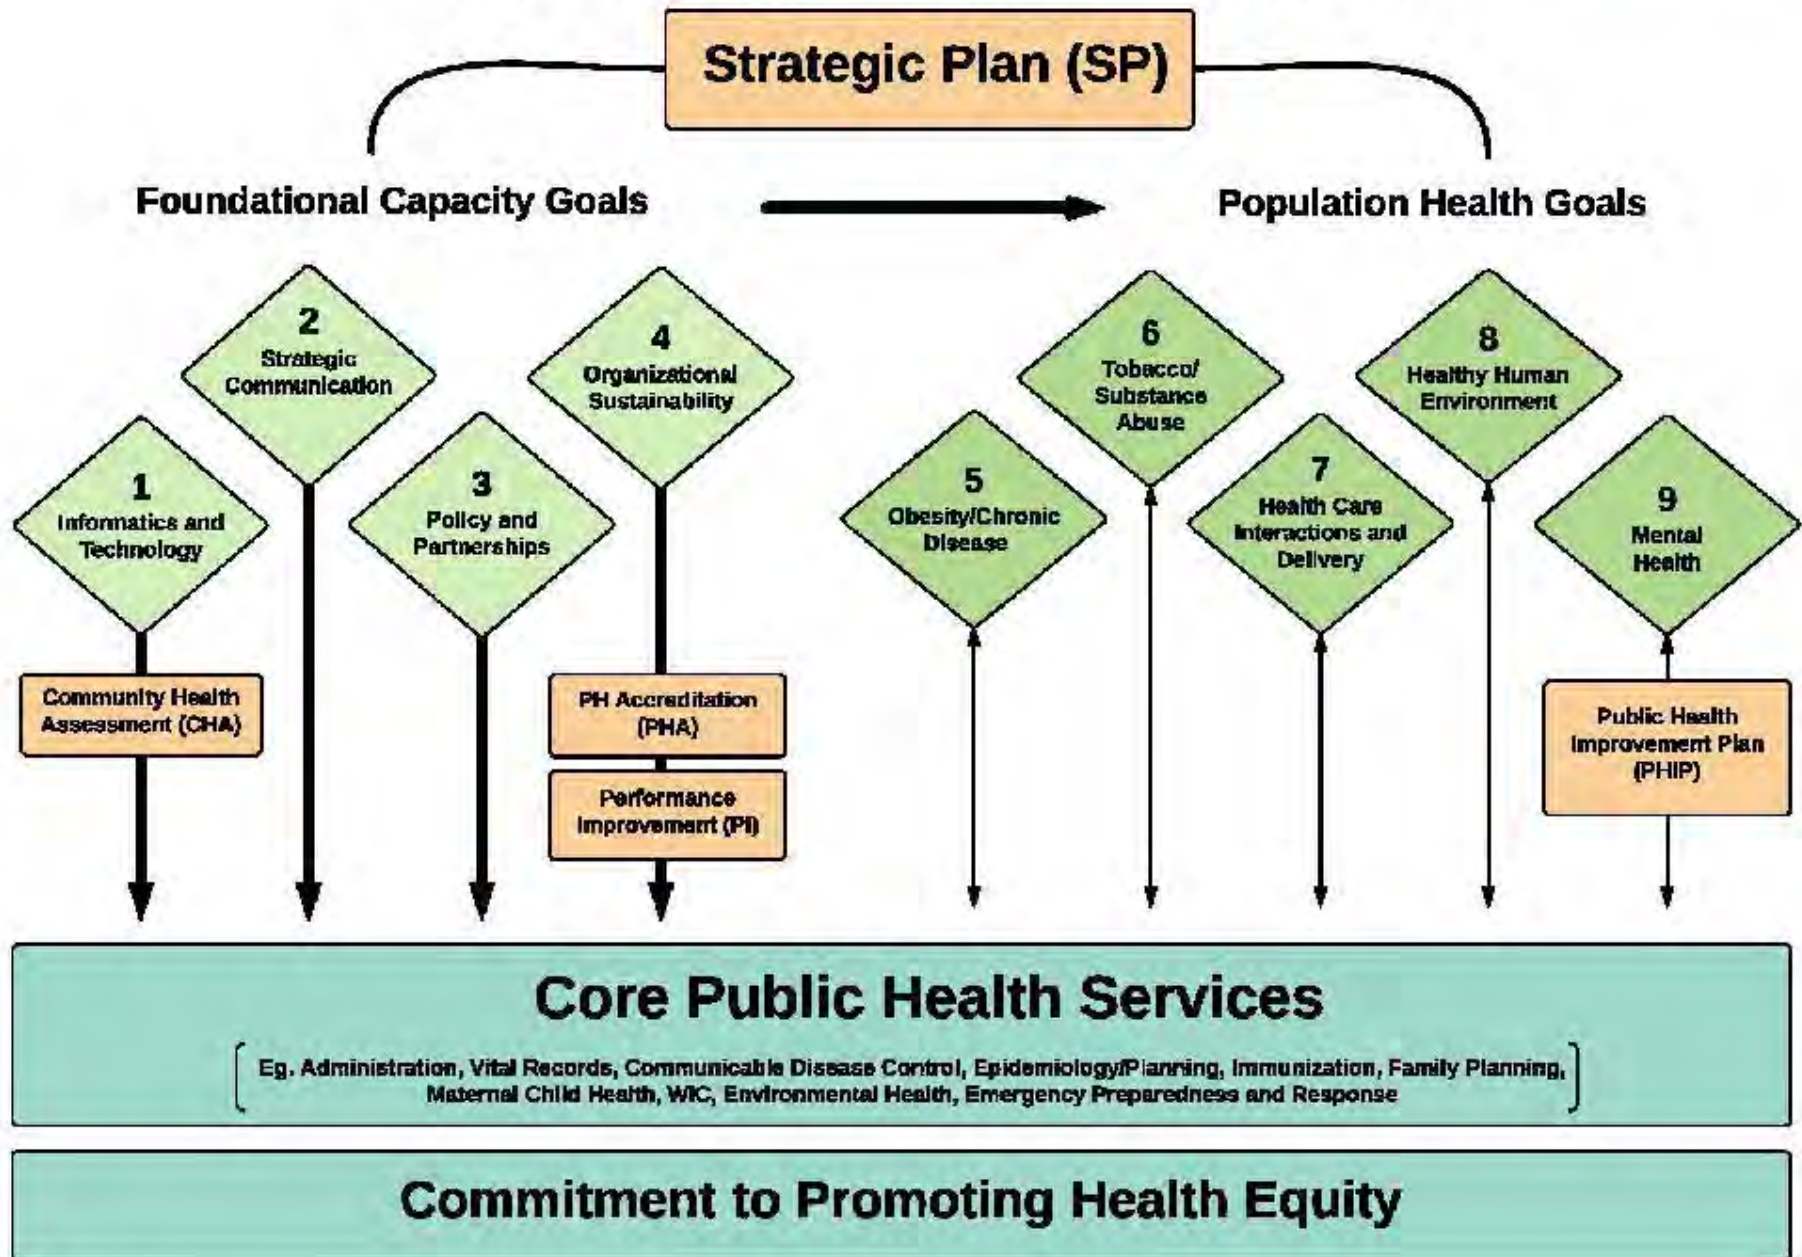 Strategic Plan (SP)
Foundational Capacity Goals
Population Health Goals
1
Informatics and
Technology
2
Strategic
Communication
3
Policy and
Partnerships
4
Organizational
Sustainability
5
Obesity/Chronic
Disease
6
Tobacco/
Substance
Abuse
7
Health Care
Interactions and
Delivery
8
Healthy Human
Environment
9
Mental
Health
Community Health
Assessment (CHA)
PH Accreditation
(PHA)
Performance
Improvement (PI)
Public Health
Improvement Plan
(PHIP)
Core Public Health Services
Eg. Administration, Vital Records, Communicable Disease Control, Epidemiology/Planning, Immunization, Family Planning,
Maternal Child Health, WIC, Environmental Health, Emergency Preparedness and Response
Commitment to Promoting Health Equity